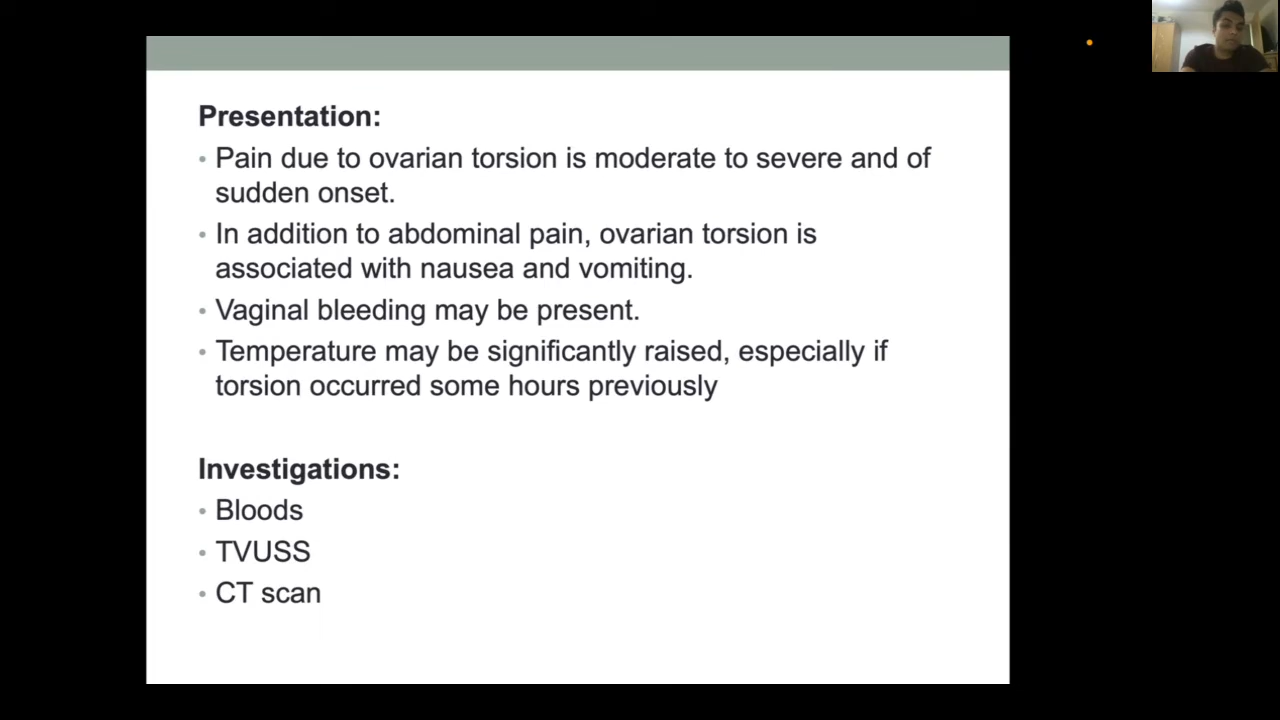 Presentation:
• Pain due to ovarian torsion is moderate to severe and of
sudden onset.
• In addition to abdominal pain, ovarian torsion is
associated with nausea and vomiting.
• Vaginal bleeding may be present.
• Temperature may be significantly raised, especially if
torsion occurred some hours previously
Investigations:
• Bloods
• TVUSS
• CT scan